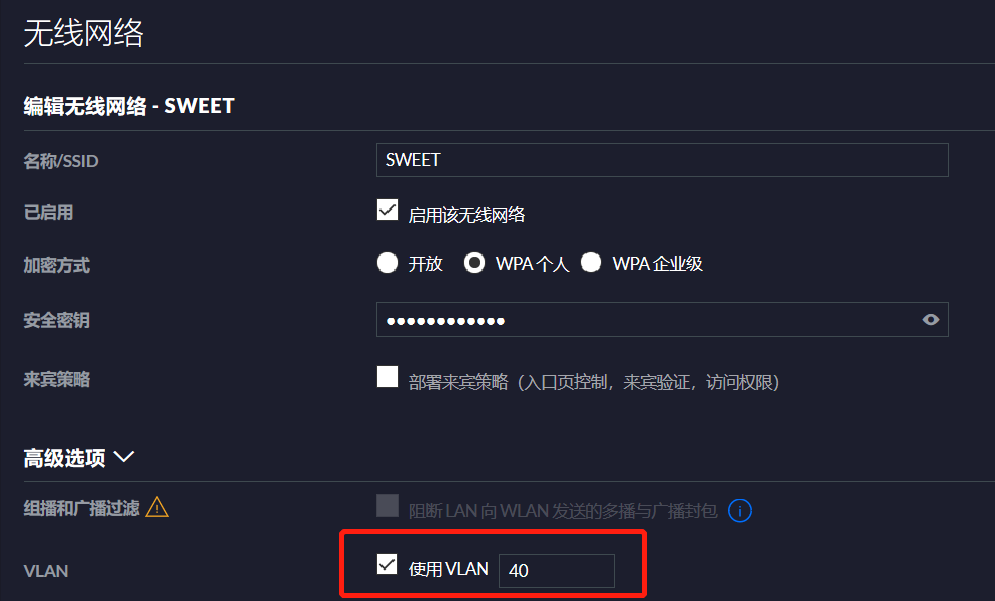 无线网络
编辑无线网络 - SWEET
名称/SSID SWEET
已启用 启用该无线网络
加密方式 开放 WPA 个人 WPA 企业级
安全密钥 ●●●●●●●●●●●●
来宾策略 部署来宾策略（入口页控制，来宾验证，访问权限）
高级选项
组播和广播过滤 阻断 LAN 向 WLAN 发送的多播与广播封包
VLAN 使用 VLAN 40